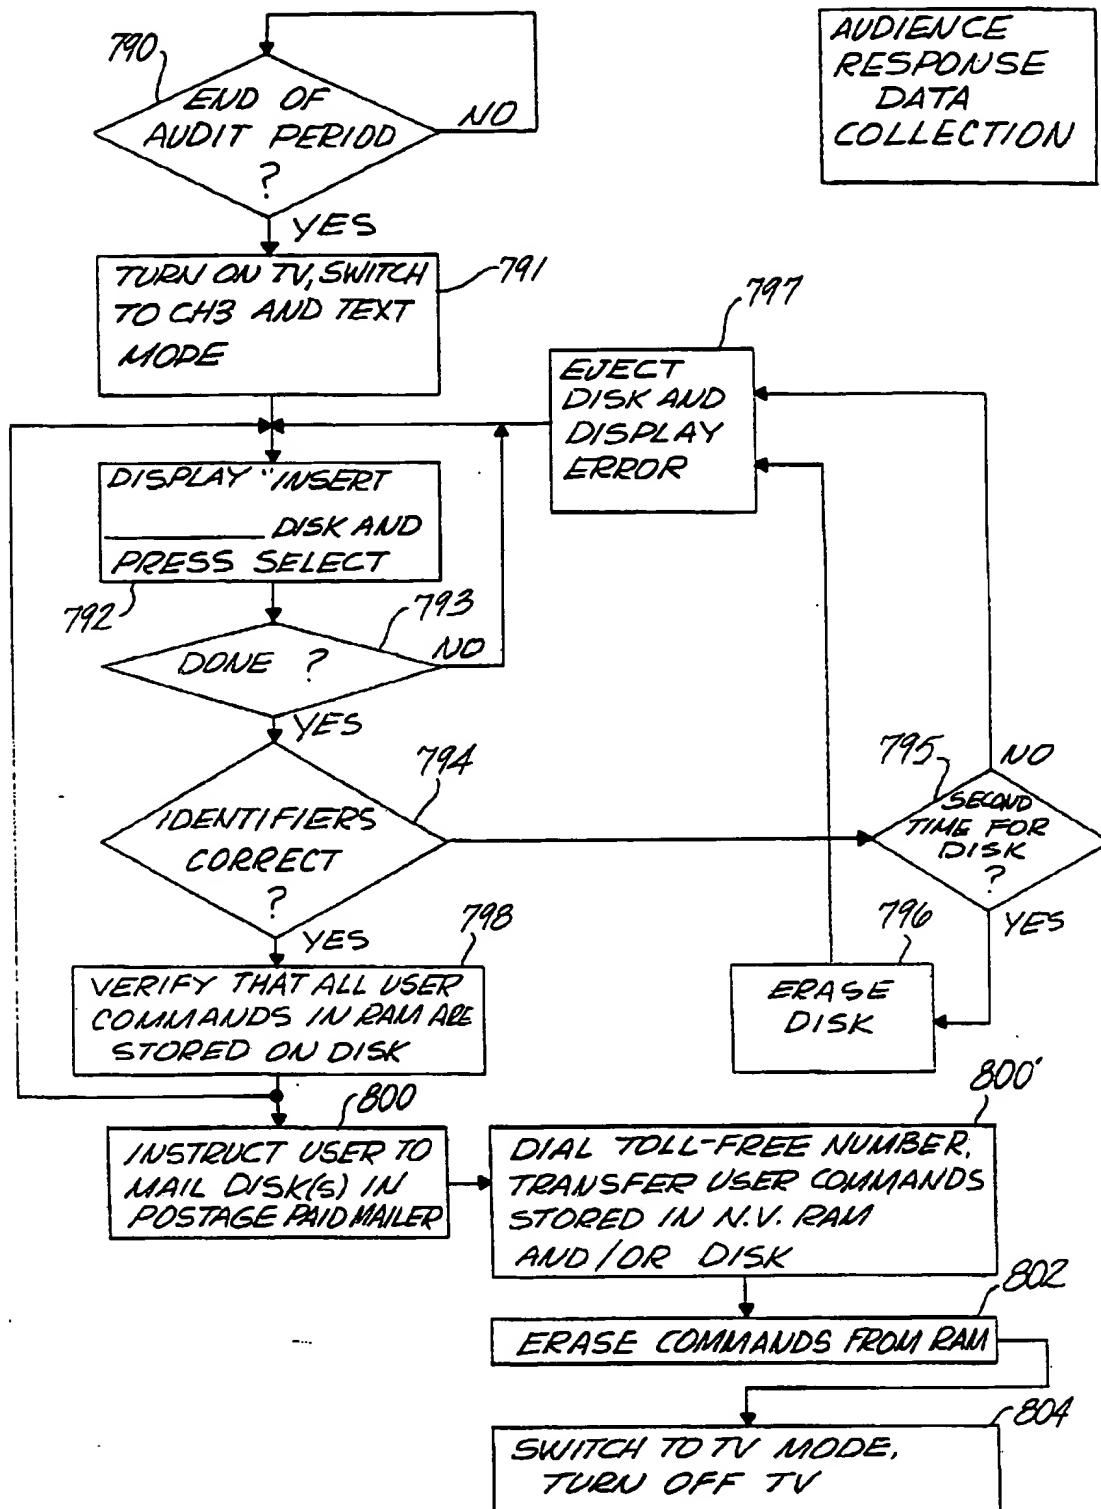 790
END OF
AUDIT PERIOD
?
NO
YES
AUDIENCE
RESPONSE
DATA
COLLECTION
TURN ON TV, SWITCH
TO CH3 AND TEXT
MODE
791
797
EJECT
DISK AND
DISPLAY
ERROR
DISPLAY "INSERT
________ DISK AND
PRESS SELECT
792
793
DONE ?
NO
YES
794
IDENTIFIERS
CORRECT
?
YES
795
NO
SECOND
TIME FOR
DISK
?
YES
796
ERASE
DISK
798
VERIFY THAT ALL USER
COMMANDS IN RAM ARE
STORED ON DISK
800
INSTRUCT USER TO
MAIL DISK(S) IN
POSTAGE PAID MAILER
800'
DIAL TOLL-FREE NUMBER,
TRANSFER USER COMMANDS
STORED IN N.V. RAM
AND/OR DISK
802
ERASE COMMANDS FROM RAM
804
SWITCH TO TV MODE,
TURN OFF TV